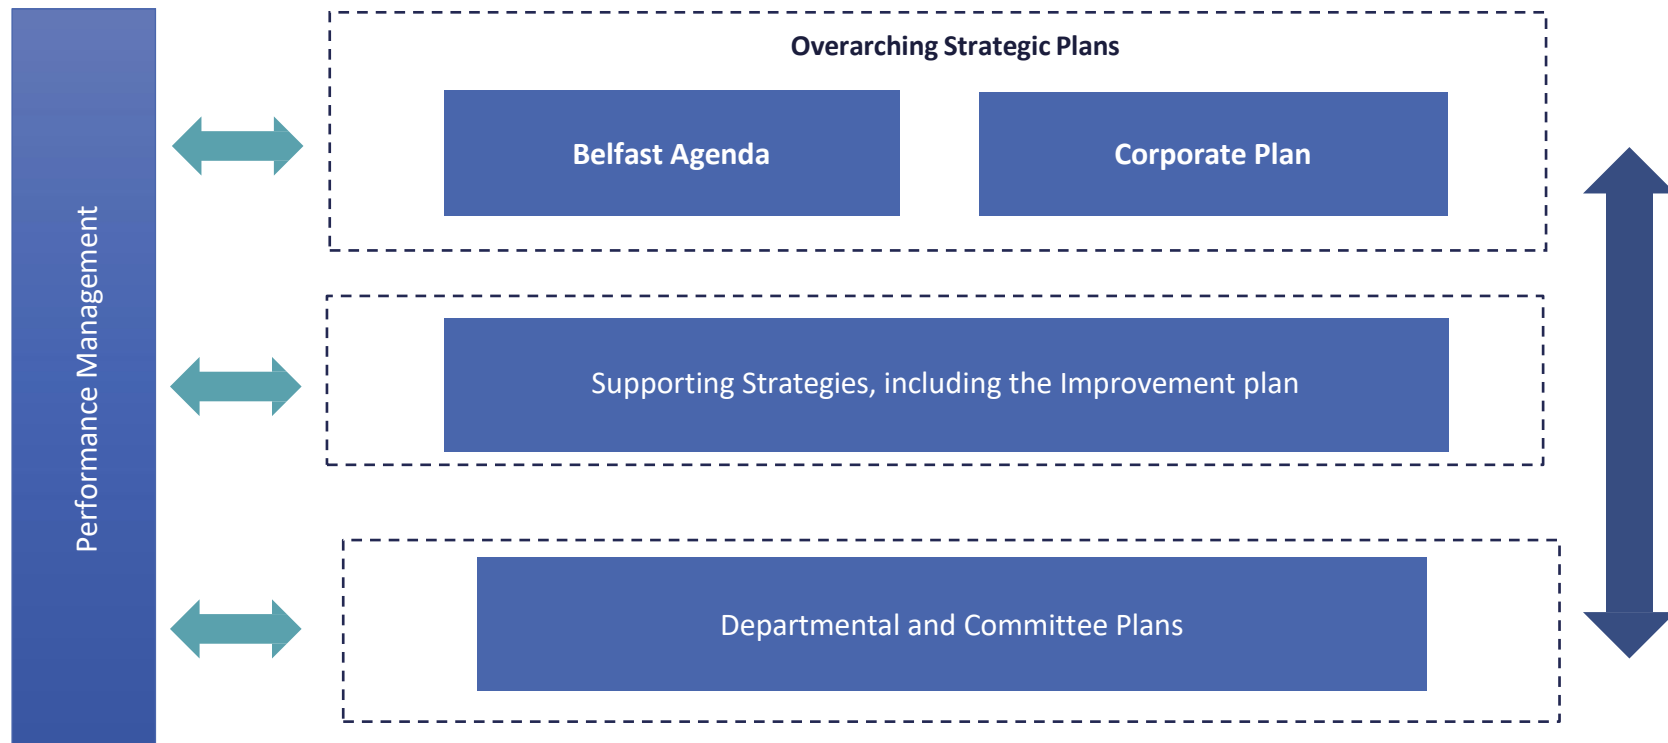 Overarching Strategic Plans
Belfast Agenda
Corporate Plan
Performance Management
Supporting Strategies, including the Improvement plan
Departmental and Committee Plans